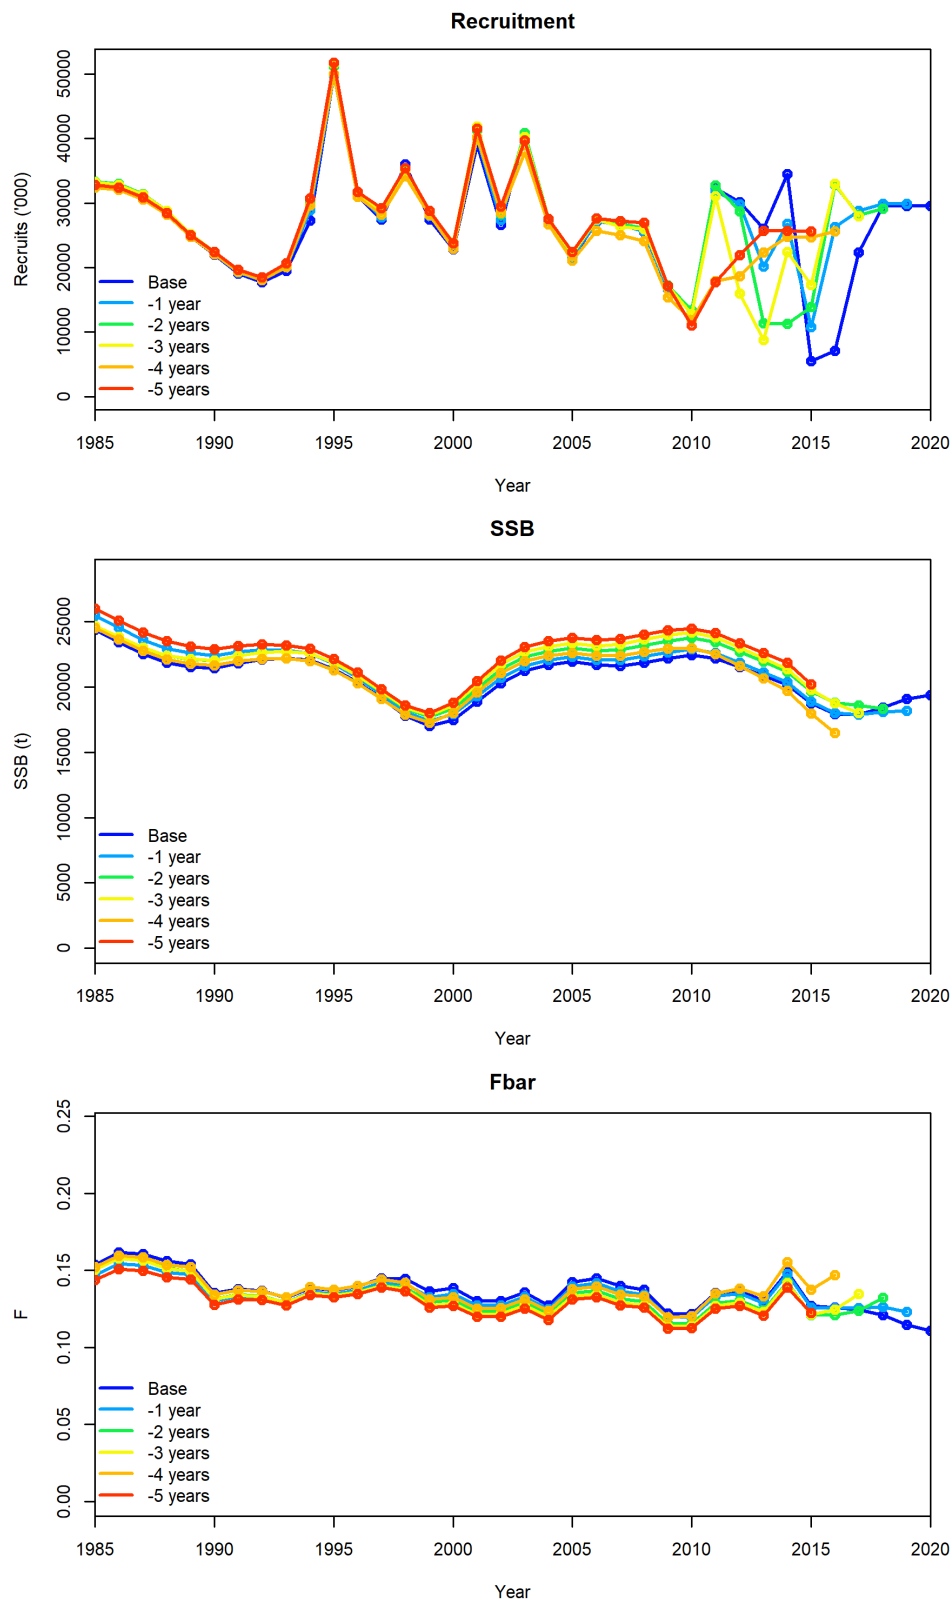 Recruitment
Recruits ('000)
50000
40000
30000
20000
10000
0
Base
-1 year
-2 years
-3 years
-4 years
-5 years
1985 1990 1995 2000 2005 2010 2015 2020
Year
SSB
SSB (t)
25000
20000
15000
10000
5000
0
Base
-1 year
-2 years
-3 years
-4 years
-5 years
1985 1990 1995 2000 2005 2010 2015 2020
Year
Fbar
F
0.25
0.20
0.15
0.10
0.05
0.00
Base
-1 year
-2 years
-3 years
-4 years
-5 years
1985 1990 1995 2000 2005 2010 2015 2020
Year